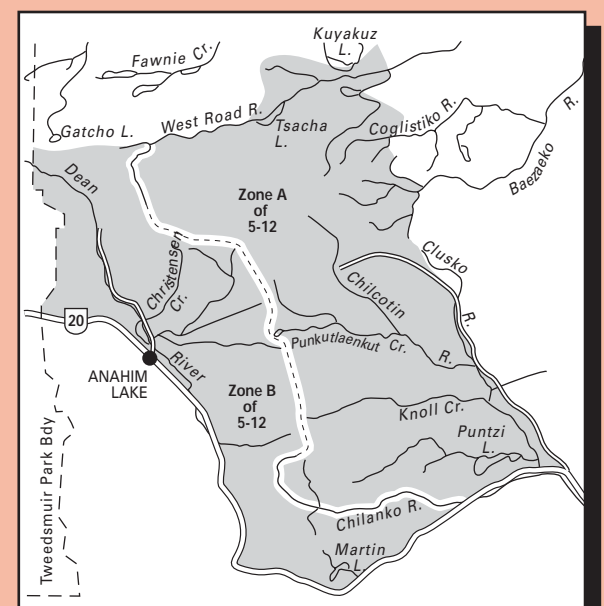 Kuyakuz
L.
Fawnie Cr.
West Road R.
Gatcho L.
Tsacha
L.
Coglistiko R.
Baezaeko
R.
Dean
Zone A
of
5-12
Christensen
Cr.
Clusko
R.
Chilcotin
R.
20
Punkutlaenkut Cr.
River
ANAHIM
LAKE
Zone B
of
5-12
Knoll Cr.
Puntzi
L.
Chilanko R.
Martin
L.
Tweedsmuir Park Bdy